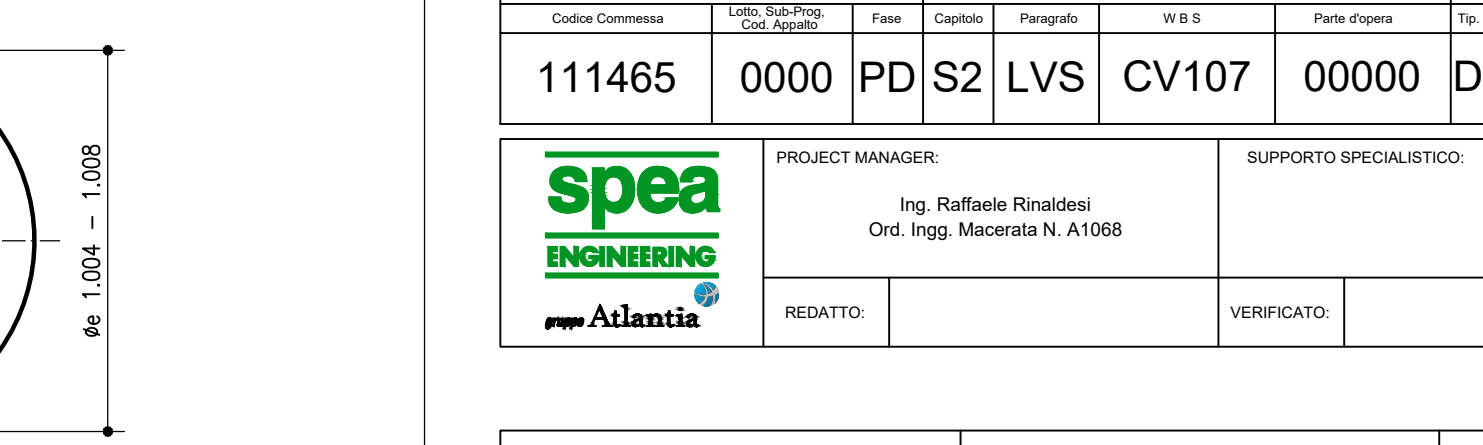 Codice Commessa
Lotto, Sub-Prog,
Cod. Appalto
Fase
Capitolo
Paragrafo
W B S
Parte d'opera
Tip.
111465
0000
PD
S2
LVS
CV107
00000
D
øe 1.004 – 1.008
spea
ENGINEERING
gruppo Atlantia
PROJECT MANAGER:
Ing. Raffaele Rinaldesi
Ord. Ingg. Macerata N. A1068
SUPPORTO SPECIALISTICO:
REDATTO:
VERIFICATO: